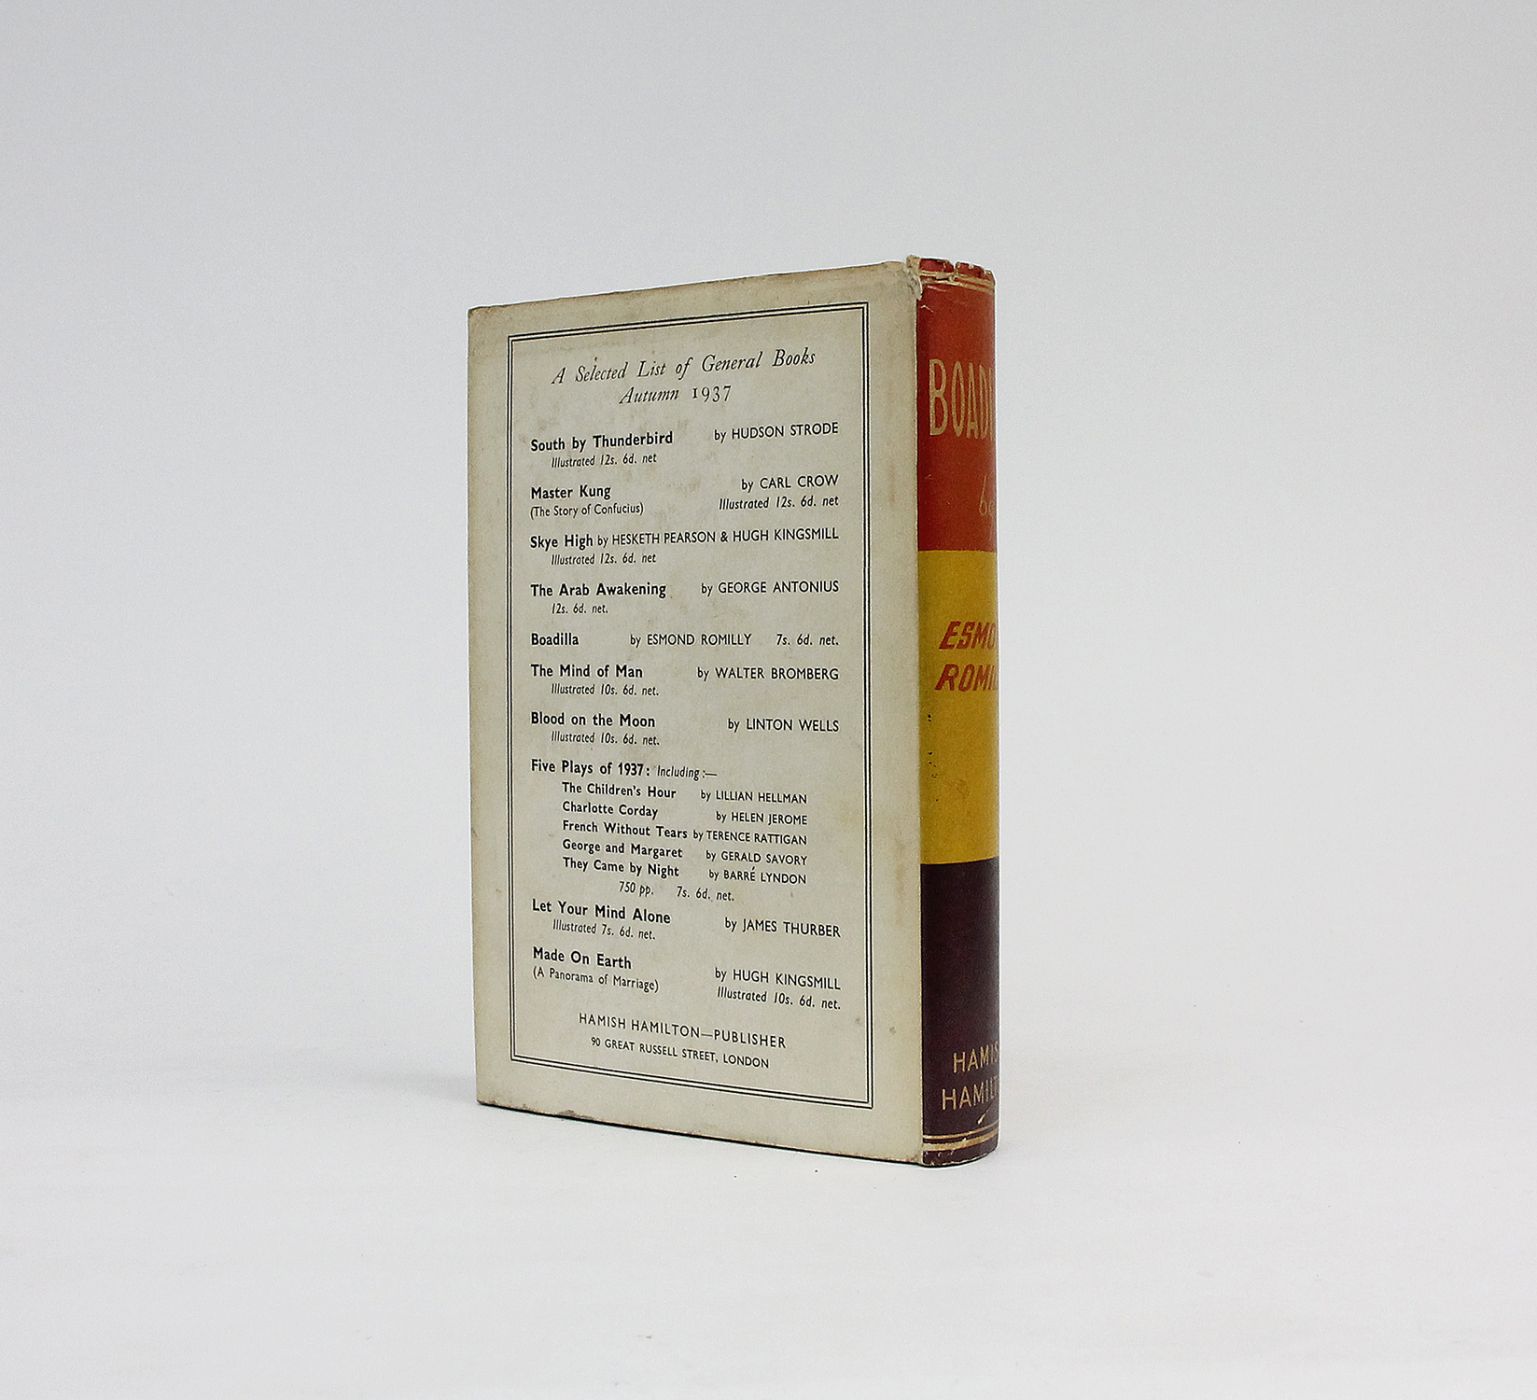 A Selected List of General Books
Autumn 1937
South by Thunderbird by HUDSON STRODE
Illustrated 12s. 6d. net
Master Kung by CARL CROW
(The Story of Confucius) Illustrated 12s. 6d. net
Skye High by HESKETH PEARSON & HUGH KINGSMILL
Illustrated 12s. 6d. net
The Arab Awakening by GEORGE ANTONIUS
12s. 6d. net.
Boadilla by ESMOND ROMILLY 7s. 6d. net.
The Mind of Man by WALTER BROMBERG
Illustrated 10s. 6d. net.
Blood on the Moon by LINTON WELLS
Illustrated 10s. 6d. net.
Five Plays of 1937: Including:—
The Children's Hour by LILLIAN HELLMAN
Charlotte Corday by HELEN JEROME
French Without Tears by TERENCE RATTIGAN
George and Margaret by GERALD SAVORY
They Came by Night by BARRÉ LYNDON
750 pp. 7s. 6d. net.
Let Your Mind Alone by JAMES THURBER
Illustrated 7s. 6d. net.
Made On Earth by HUGH KINGSMILL
(A Panorama of Marriage) Illustrated 10s. 6d. net.
HAMISH HAMILTON—PUBLISHER
90 GREAT RUSSELL STREET, LONDON
BOADI
by
ESMO
ROMIL
HAMIS
HAMILT